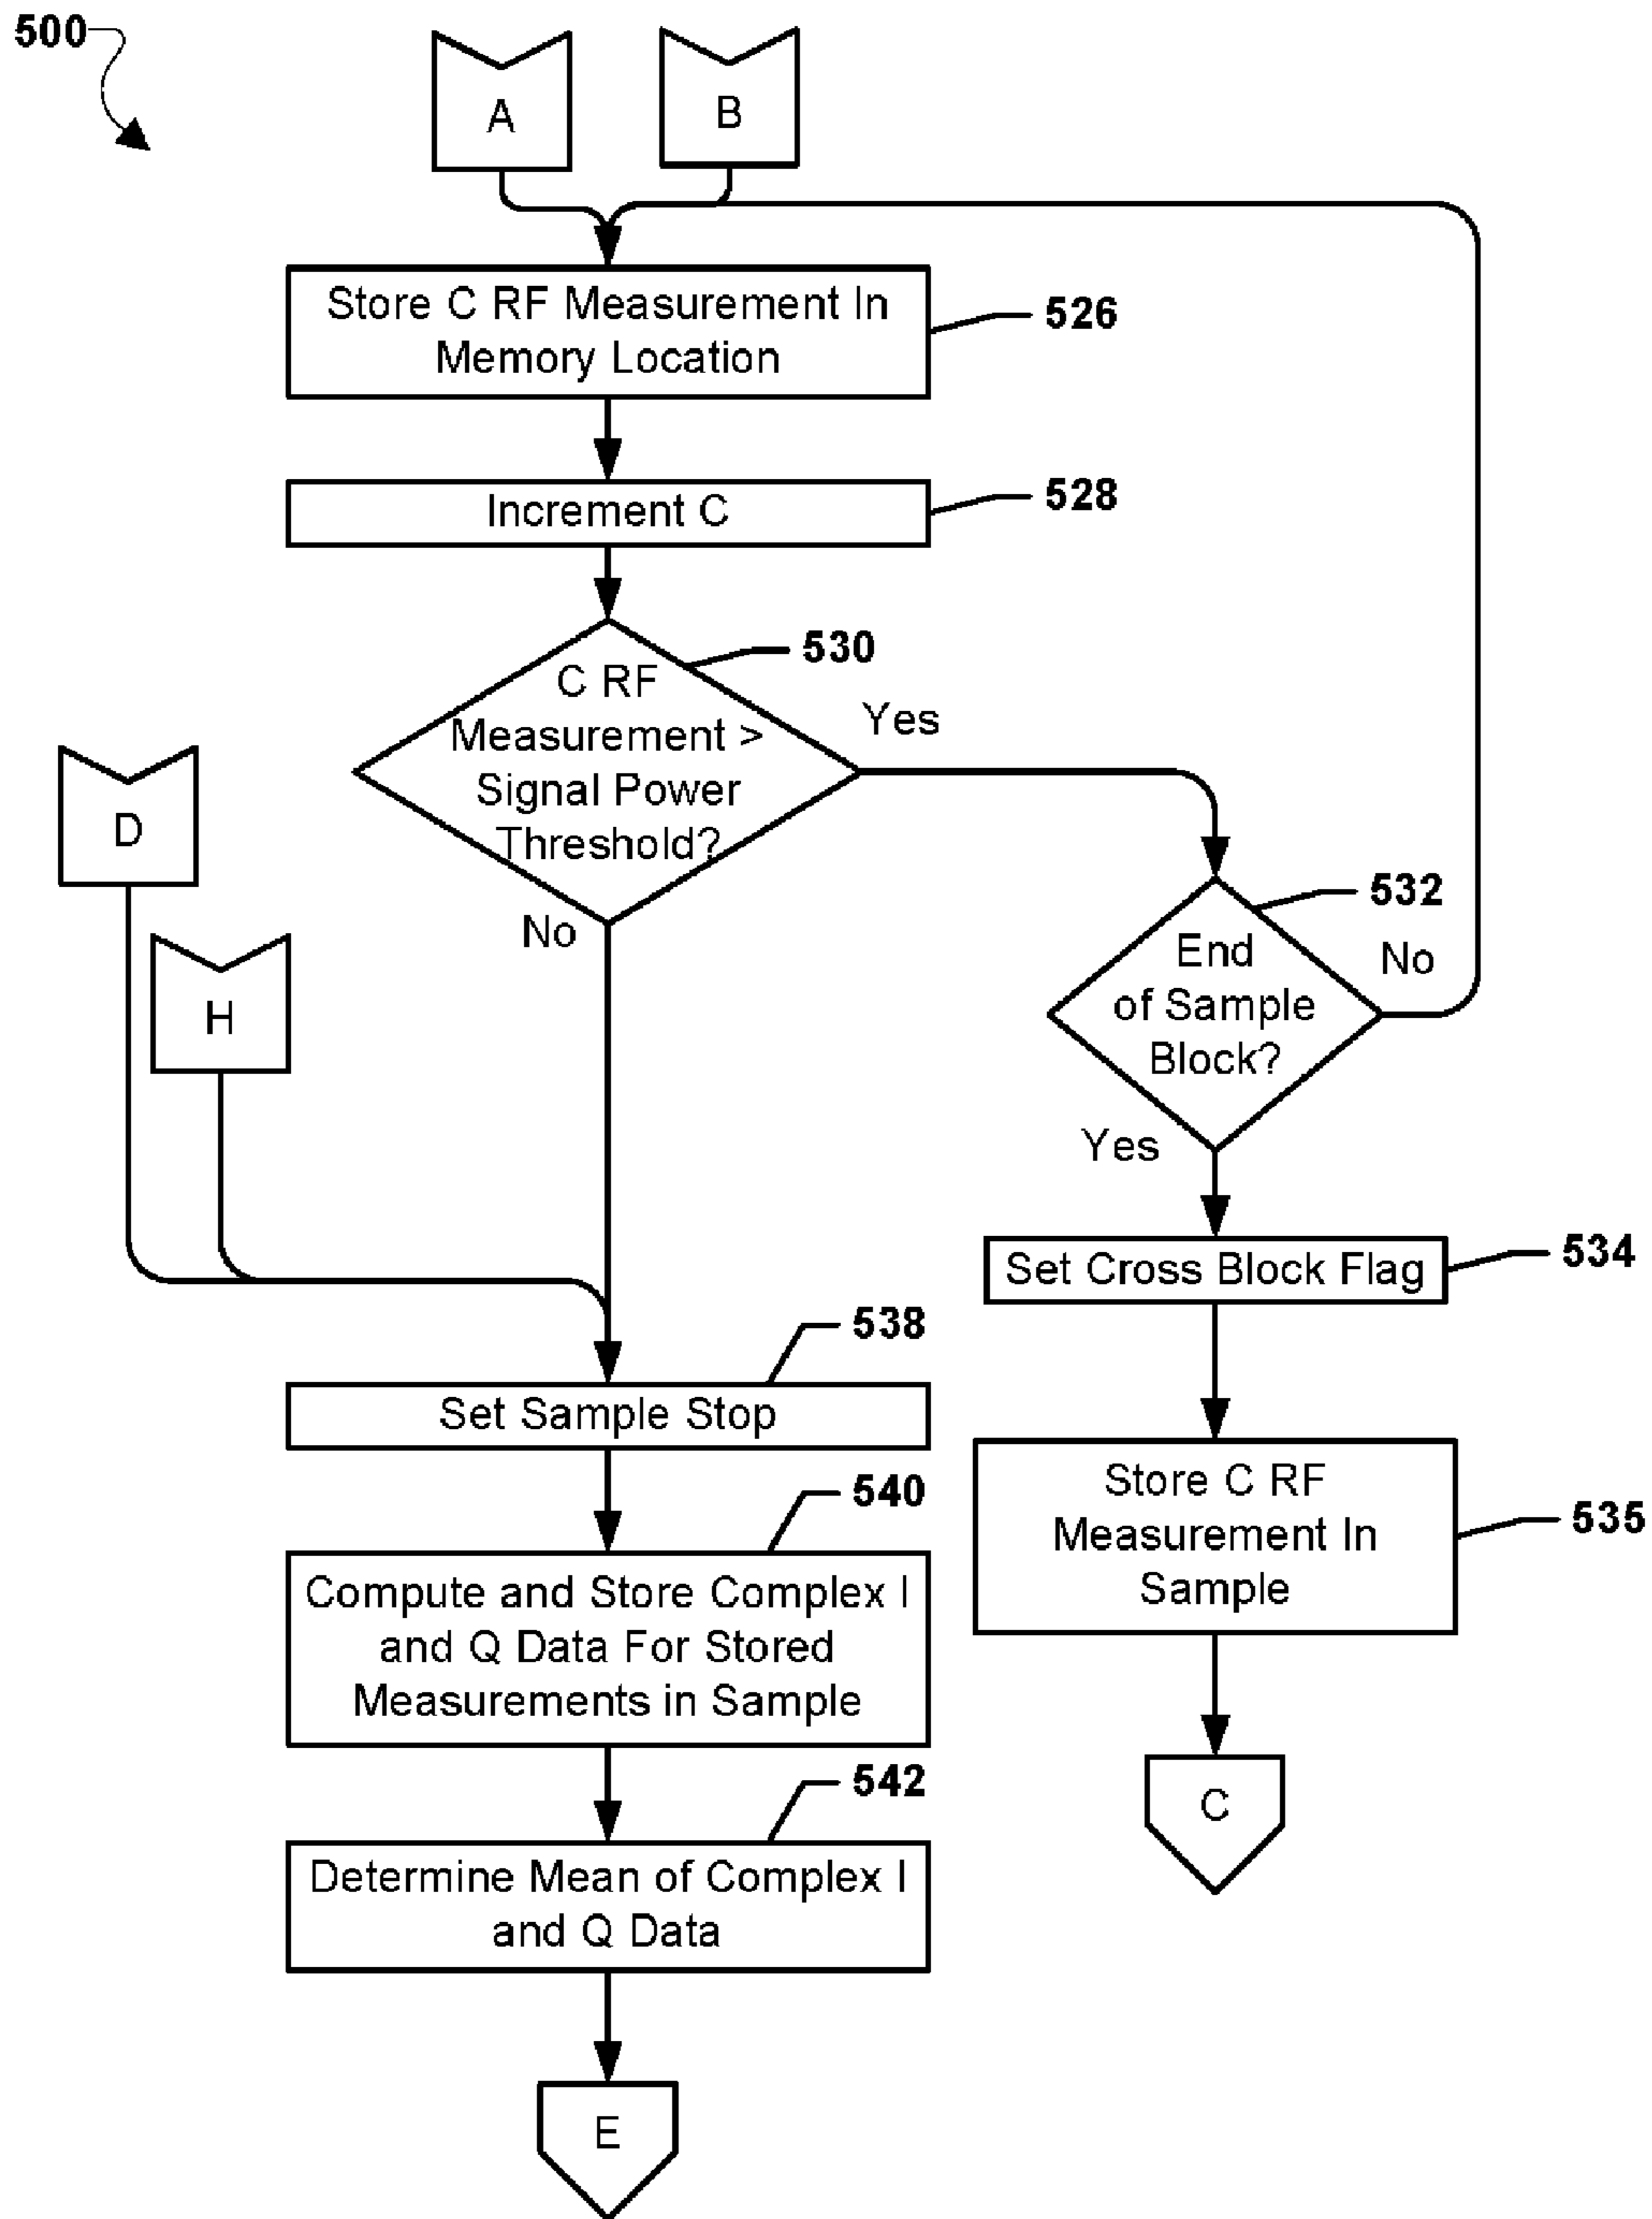 500
A
B
Store C RF Measurement In
Memory Location
526
Increment C
528
530
C RF
Measurement >
Signal Power
Threshold?
Yes
No
D
H
532
End
of Sample
Block?
No
Yes
Set Cross Block Flag
534
538
Set Sample Stop
Store C RF
Measurement In
Sample
535
540
Compute and Store Complex I
and Q Data For Stored
Measurements in Sample
C
542
Determine Mean of Complex I
and Q Data
E